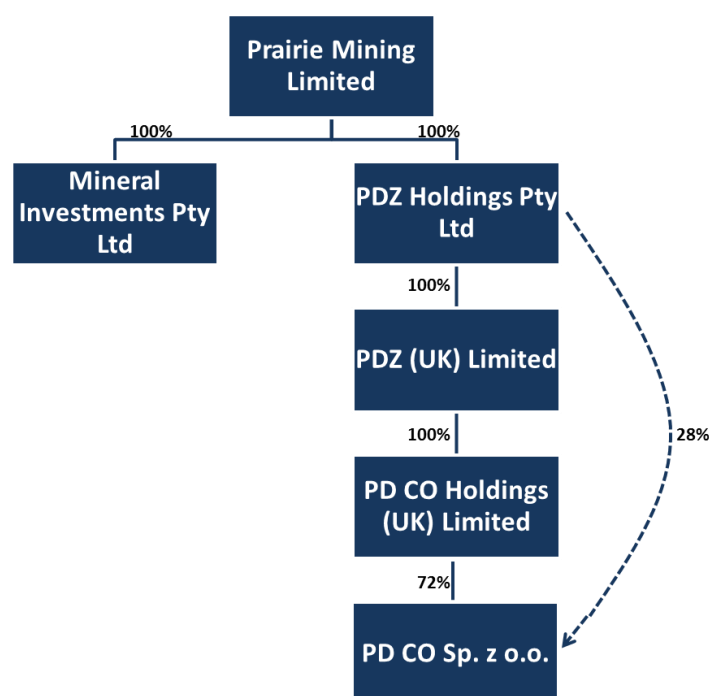 Prairie Mining
Limited
100%
100%
Mineral
Investments Pty
Ltd
PDZ Holdings Pty
Ltd
100%
PDZ (UK) Limited
100%
28%
PD CO Holdings
(UK) Limited
72%
PD CO Sp. z o.o.